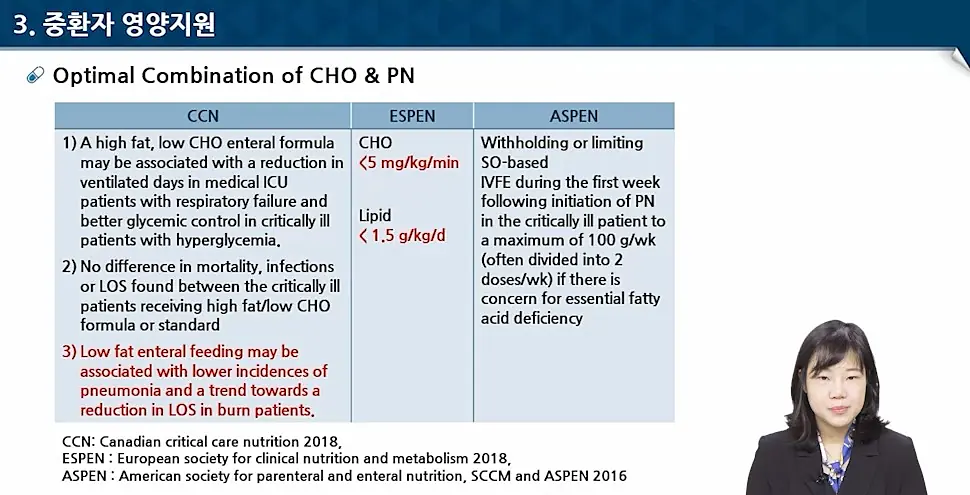 3. 중환자 영양지원
Optimal Combination of CHO & PN
CCN
1) A high fat, low CHO enteral formula
may be associated with a reduction in
ventilated days in medical ICU
patients with respiratory failure and
better glycemic control in critically ill
patients with hyperglycemia.
2) No difference in mortality, infections
or LOS found between the critically ill
patients receiving high fat/low CHO
formula or standard
3) Low fat enteral feeding may be
associated with lower incidences of
pneumonia and a trend towards a
reduction in LOS in burn patients.
ESPEN
CHO
<5 mg/kg/min
Lipid
< 1.5 g/kg/d
ASPEN
Withholding or limiting
SO-based
IVFE during the first week
following initiation of PN
in the critically ill patient to
a maximum of 100 g/wk
(often divided into 2
doses/wk) if there is
concern for essential fatty
acid deficiency
CCN: Canadian critical care nutrition 2018,
ESPEN : European society for clinical nutrition and metabolism 2018,
ASPEN : American society for parenteral and enteral nutrition, SCCM and ASPEN 2016